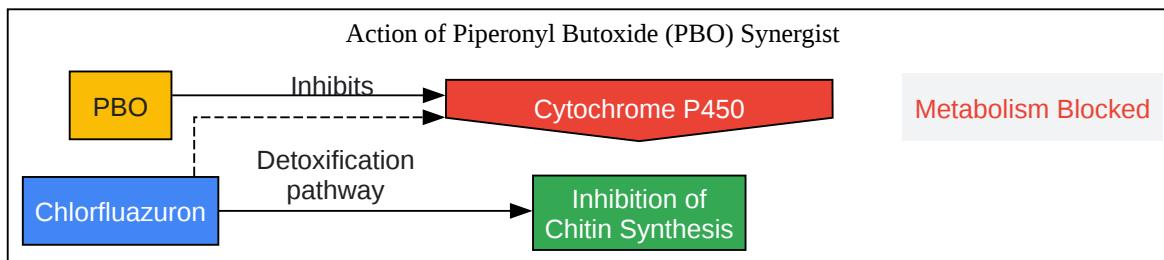 Action of Piperonyl Butoxide (PBO) Synergist
PBO
Inhibits
Cytochrome P450
Metabolism Blocked
Detoxification
pathway
Chlorfluazuron
Inhibition of
Chitin Synthesis